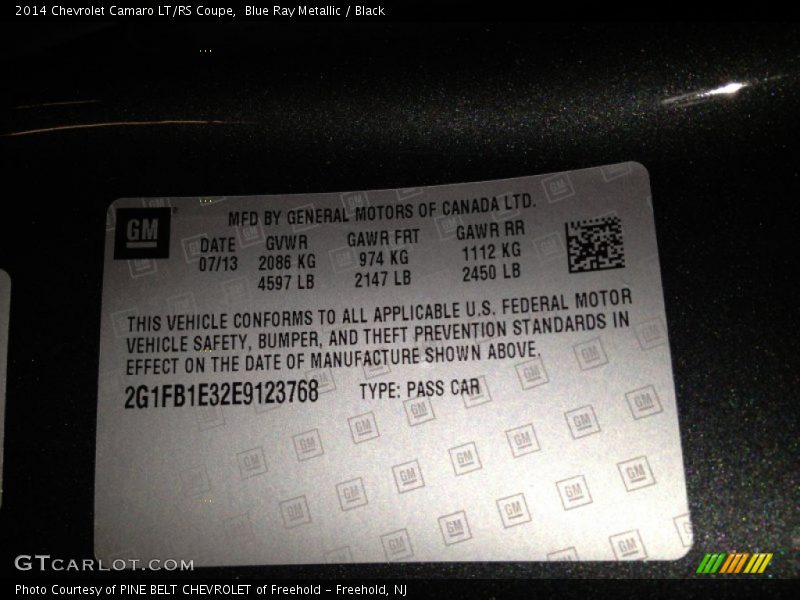 2014 Chevrolet Camaro LT/RS Coupe,  Blue Ray Metallic / Black
GM
MFD BY GENERAL MOTORS OF CANADA LTD.
DATE GVWR GAWR FRT GAWR RR
07/13 2086 KG 974 KG 1112 KG
4597 LB 2147 LB 2450 LB
THIS VEHICLE CONFORMS TO ALL APPLICABLE U.S. FEDERAL MOTOR
VEHICLE SAFETY, BUMPER, AND THEFT PREVENTION STANDARDS IN
EFFECT ON THE DATE OF MANUFACTURE SHOWN ABOVE.
2G1FB1E32E9123768 TYPE: PASS CAR
GTCARLOT.COM
Photo Courtesy of PINE BELT CHEVROLET of Freehold - Freehold, NJ